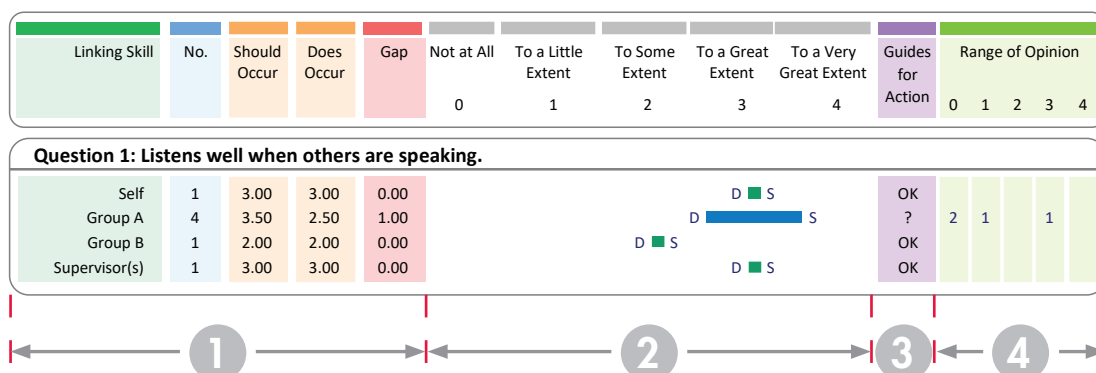 Linking Skill No. Should Occur Does Occur Gap Not at All 0 To a Little Extent 1 To Some Extent 2 To a Great Extent 3 To a Very Great Extent 4 Guides for Action Range of Opinion 0 1 2 3 4
Question 1: Listens well when others are speaking.
Self 1 3.00 3.00 0.00 D S OK
Group A 4 3.50 2.50 1.00 D S ? 2 1 1
Group B 1 2.00 2.00 0.00 D S OK
Supervisor(s) 1 3.00 3.00 0.00 D S OK
1 2 3 4